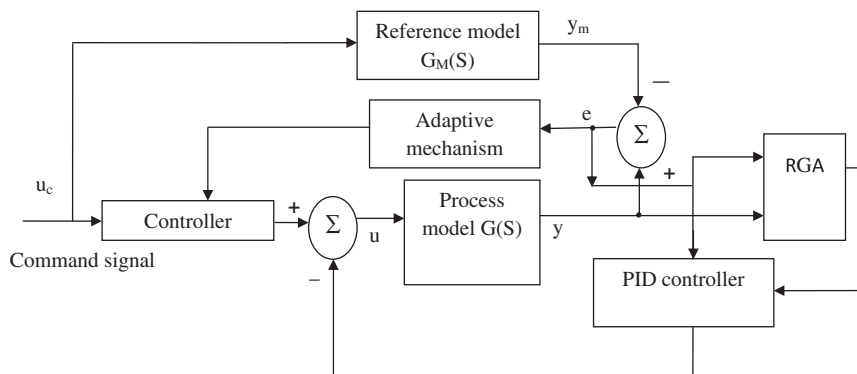 Reference model
G_M(S)
y_m
−
Adaptive
mechanism
e
Σ
+
RGA
u_c
Controller
+
Σ
u
Process
model G(S)
y
Command signal
−
PID controller